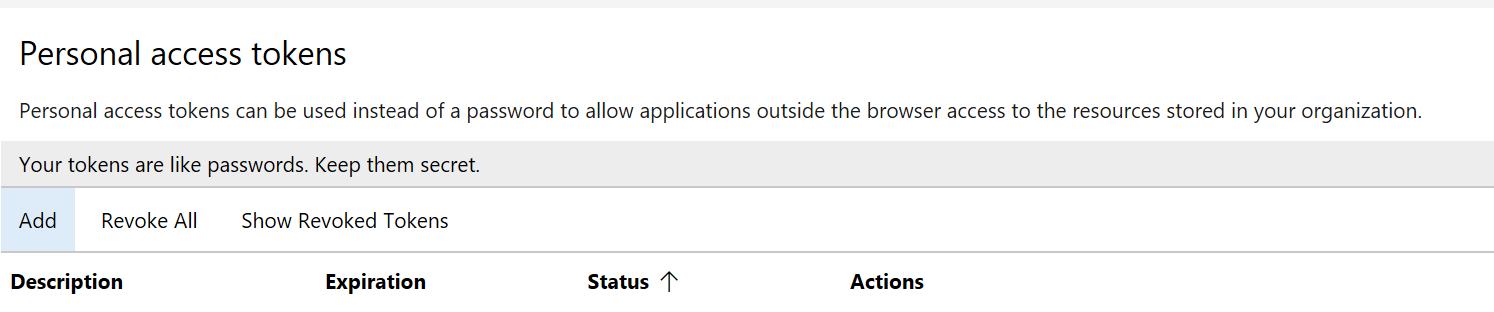 Personal access tokens
Personal access tokens can be used instead of a password to allow applications outside the browser access to the resources stored in your organization.
Your tokens are like passwords. Keep them secret.
Add Revoke All Show Revoked Tokens
Description Expiration Status ↑ Actions